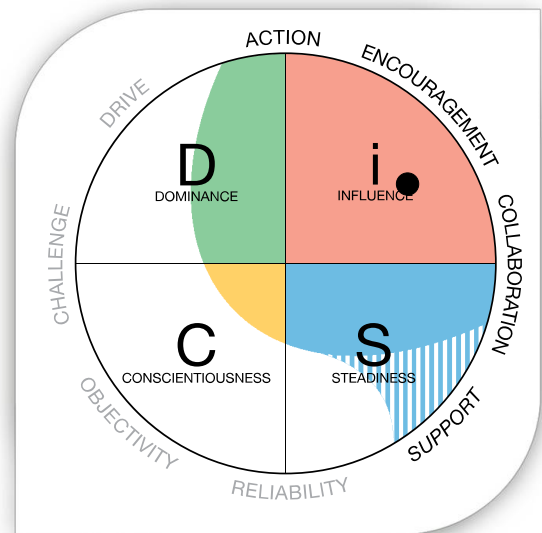 ACTION
ENCOURAGEMENT
DRIVE
D
DOMINANCE
i
INFLUENCE
CHALLENGE
COLLABORATION
C
CONSCIENTIOUSNESS
S
STEADINESS
OBJECTIVITY
SUPPORT
RELIABILITY